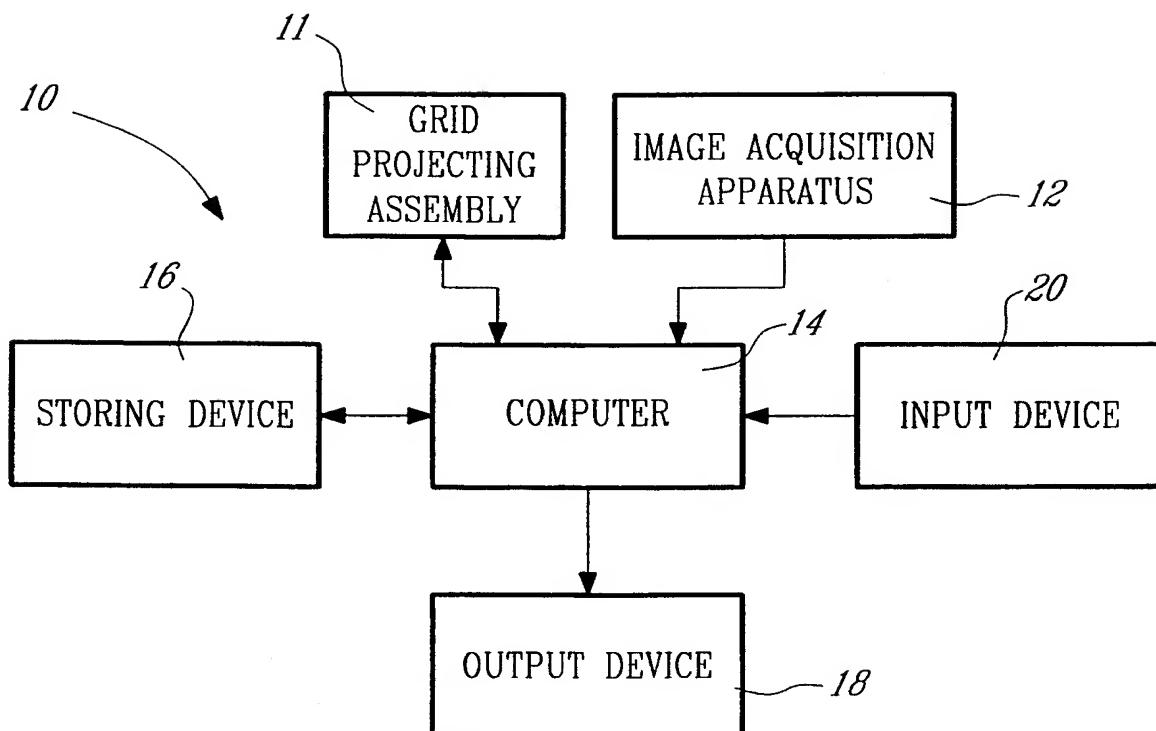 11
10
GRID
PROJECTING
ASSEMBLY
IMAGE ACQUISITION
APPARATUS
12
16
14
20
STORING DEVICE
COMPUTER
INPUT DEVICE
OUTPUT DEVICE
18